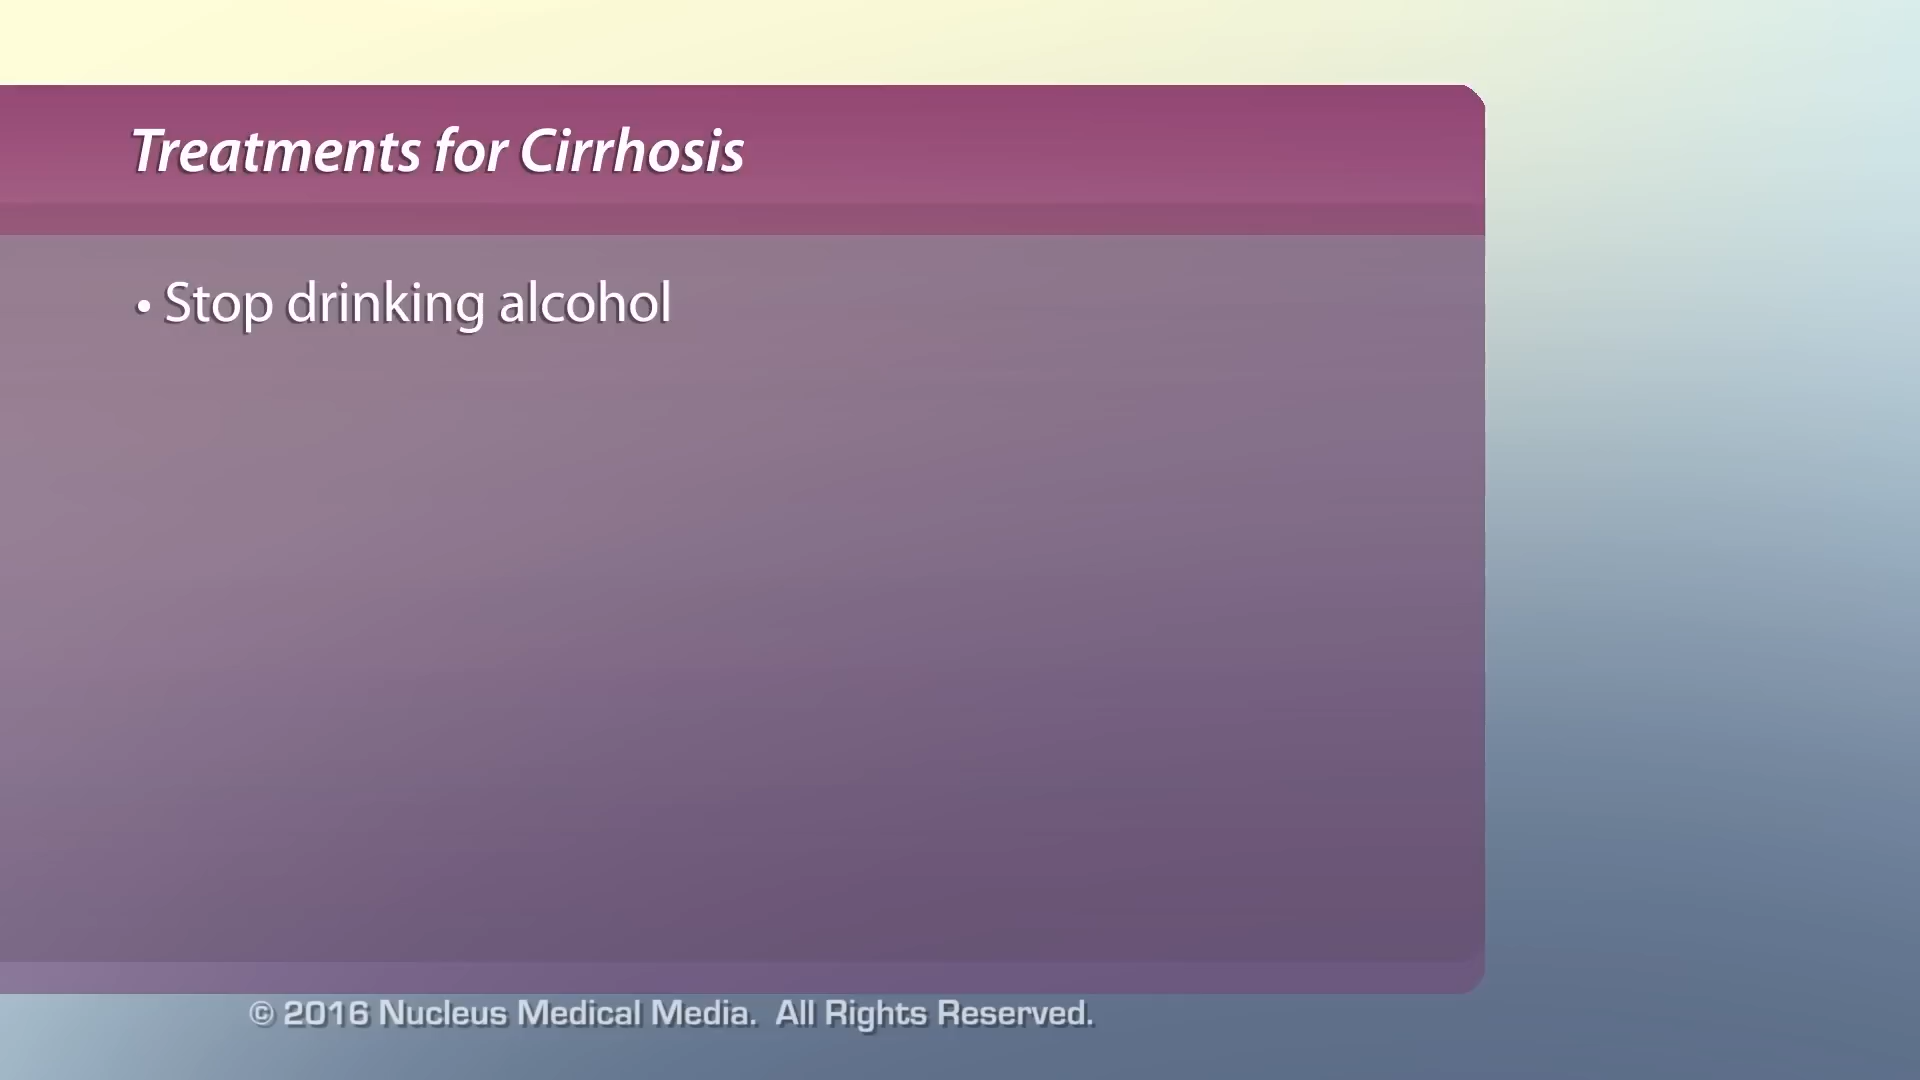 Treatments for Cirrhosis
• Stop drinking alcohol
© 2016 Nucleus Medical Media. All Rights Reserved.